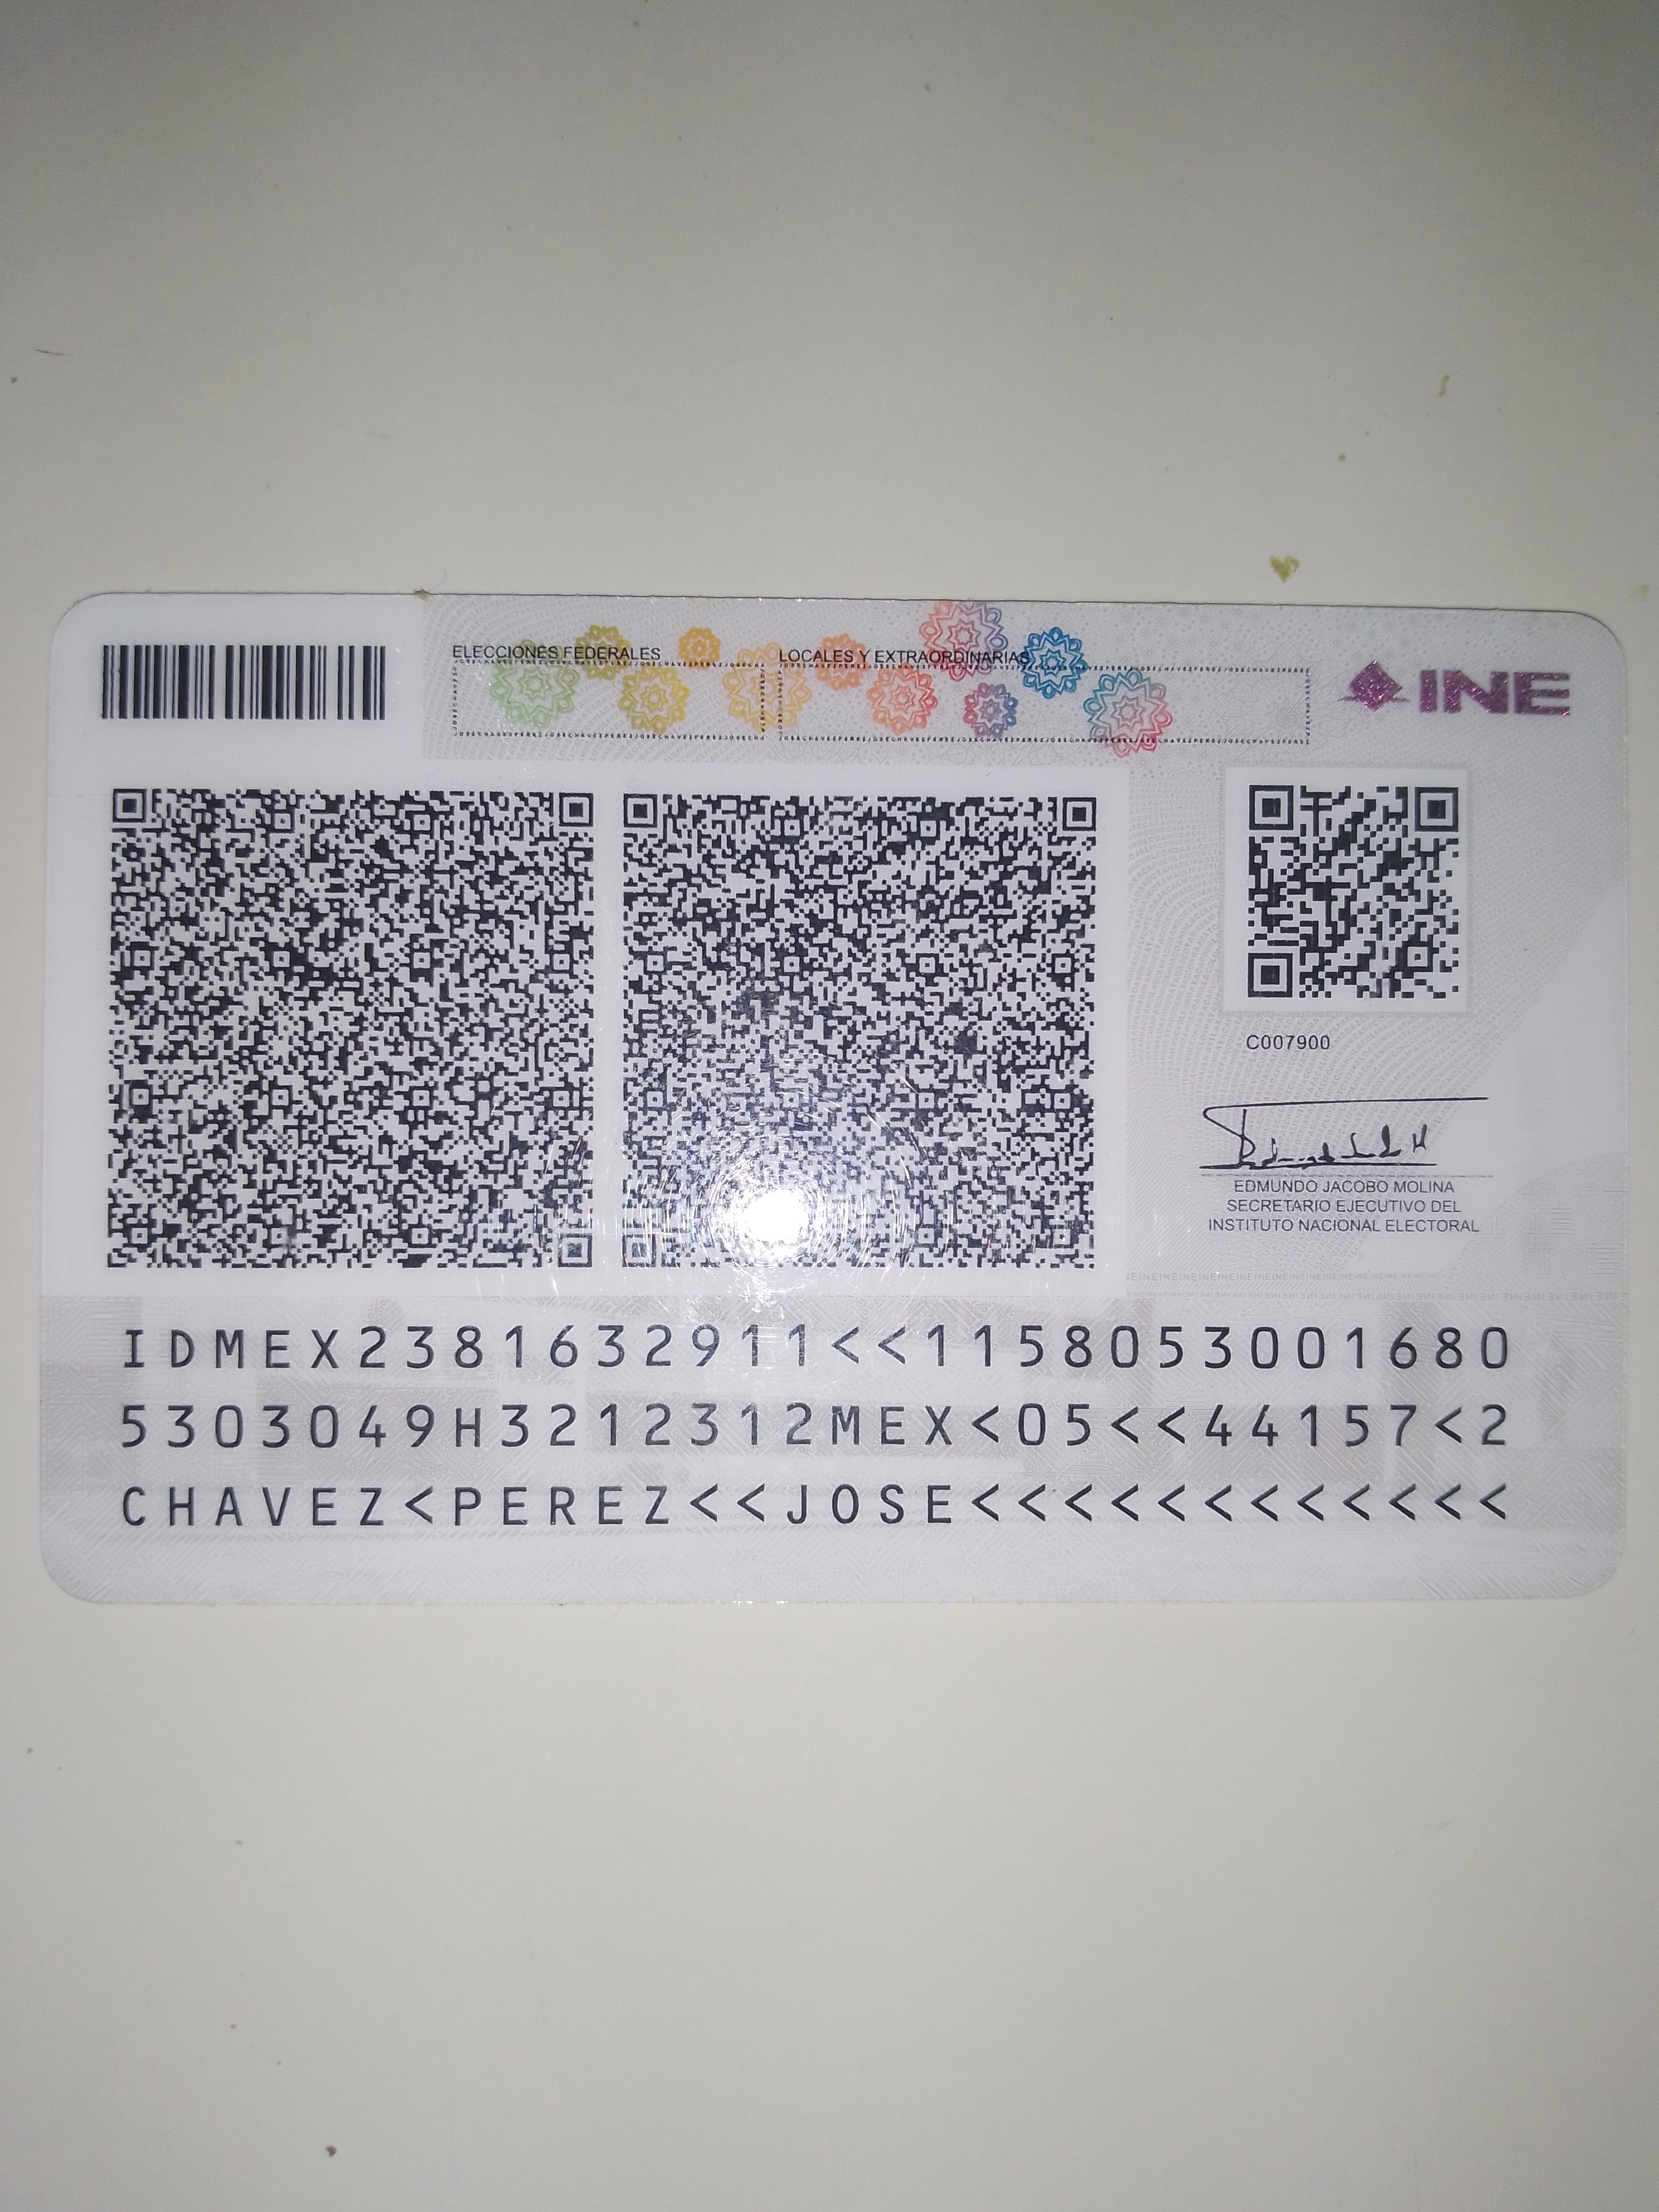 ELECCIONES FEDERALES
LOCALES Y EXTRAORDINARIAS
INE
C007900
EDMUNDO JACOBO MOLINA
SECRETARIO EJECUTIVO DEL
INSTITUTO NACIONAL ELECTORAL
IDMEX2381632911<<1158053001680
5303049H3212312MEX<05<<44157<2
CHAVEZ<PEREZ<<JOSE<<<<<<<<<<<<